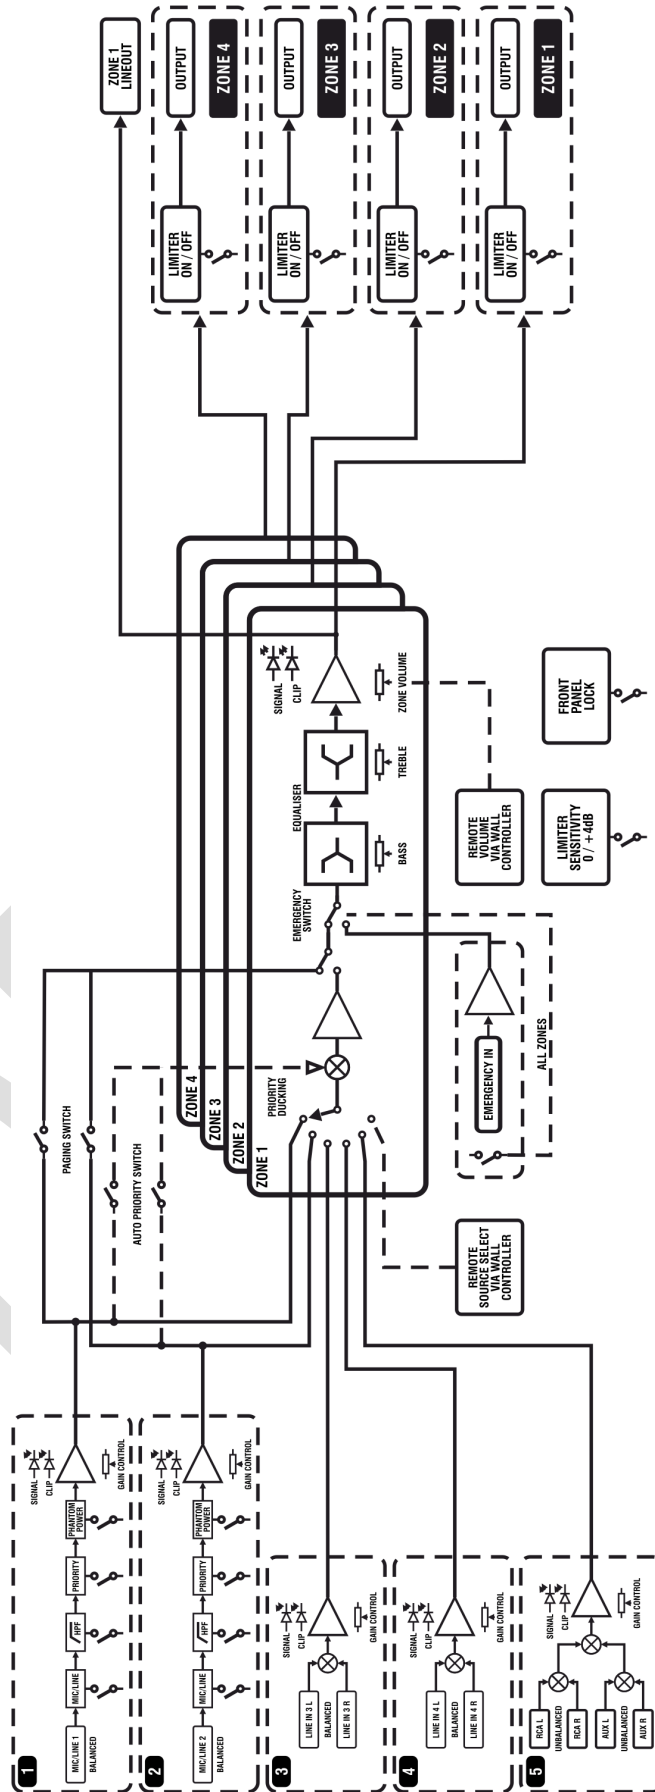 1
MIC/LINE 1
BALANCED
MIC/LINE
HPF
PRIORITY
PHANTOM
POWER
SIGNAL
CLIP
GAIN CONTROL
2
MIC/LINE 2
BALANCED
MIC/LINE
HPF
PRIORITY
PHANTOM
POWER
SIGNAL
CLIP
GAIN CONTROL
3
LINE IN 3 L
BALANCED
LINE IN 3 R
SIGNAL
CLIP
GAIN CONTROL
4
LINE IN 4 L
BALANCED
LINE IN 4 R
SIGNAL
CLIP
GAIN CONTROL
5
RCA L
UNBALANCED
RCA R
AUX L
UNBALANCED
AUX R
SIGNAL
CLIP
GAIN CONTROL
PAGING SWITCH
AUTO PRIORITY SWITCH
REMOTE
SOURCE SELECT
VIA WALL
CONTROLLER
ZONE 4
ZONE 3
ZONE 2
ZONE 1
PRIORITY
DUCKING
EMERGENCY
SWITCH
EQUALISER
BASS
TREBLE
SIGNAL
CLIP
ZONE VOLUME
EMERGENCY IN
ALL ZONES
REMOTE
VOLUME
VIA WALL
CONTROLLER
LIMITER
SENSITIVITY
0 / +4dB
FRONT
PANEL
LOCK
ZONE 1
LINEOUT
LIMITER
ON / OFF
OUTPUT
ZONE 4
LIMITER
ON / OFF
OUTPUT
ZONE 3
LIMITER
ON / OFF
OUTPUT
ZONE 2
LIMITER
ON / OFF
OUTPUT
ZONE 1